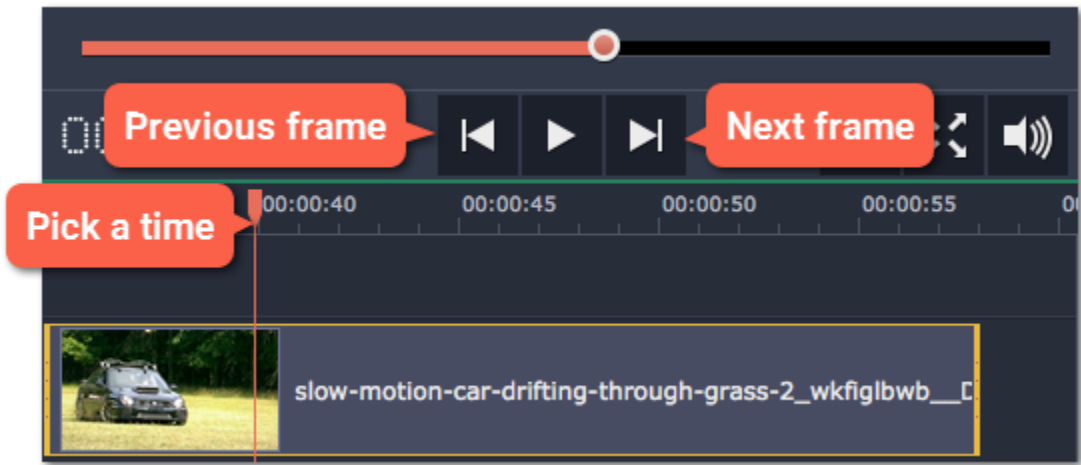 Previous frame
Next frame
Pick a time
00:00:40 00:00:45 00:00:50 00:00:55
slow-motion-car-drifting-through-grass-2_wkfiglbwb__D